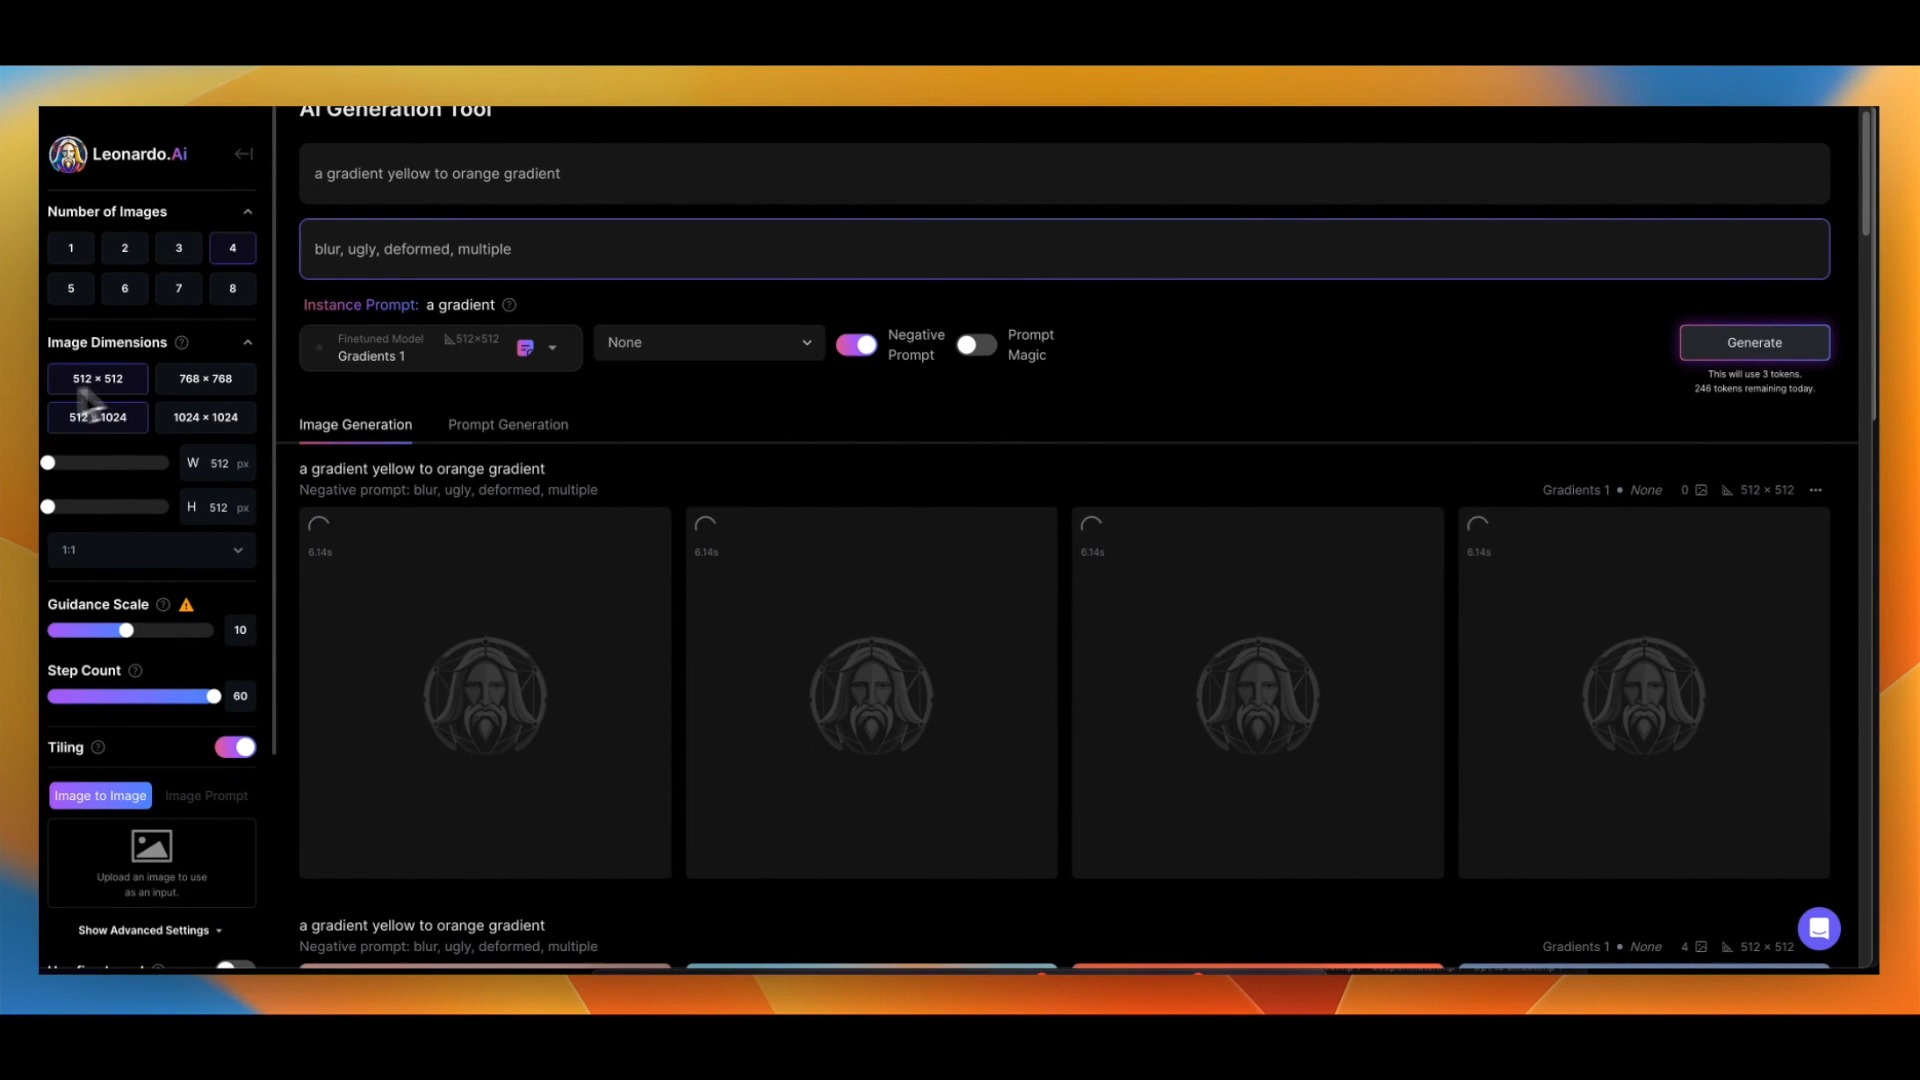 AI Generation Tool
Leonardo.Ai
a gradient yellow to orange gradient
Number of Images
1 2 3 4
5 6 7 8
blur, ugly, deformed, multiple
Instance Prompt: a gradient
Finetuned Model 512×512
Gradients 1
None
Negative Prompt
Prompt Magic
Generate
This will use 3 tokens.
246 tokens remaining today.
Image Dimensions
512 × 512 768 × 768
512 × 1024 1024 × 1024
W 512 px
H 512 px
1:1
Guidance Scale
10
Step Count
60
Tiling
Image to Image Image Prompt
Upload an image to use
as an input.
Show Advanced Settings
Image Generation Prompt Generation
a gradient yellow to orange gradient
Negative prompt: blur, ugly, deformed, multiple
Gradients 1 • None 0 512 × 512 •••
6.14s 6.14s 6.14s 6.14s
a gradient yellow to orange gradient
Negative prompt: blur, ugly, deformed, multiple
Gradients 1 • None 4 512 × 512